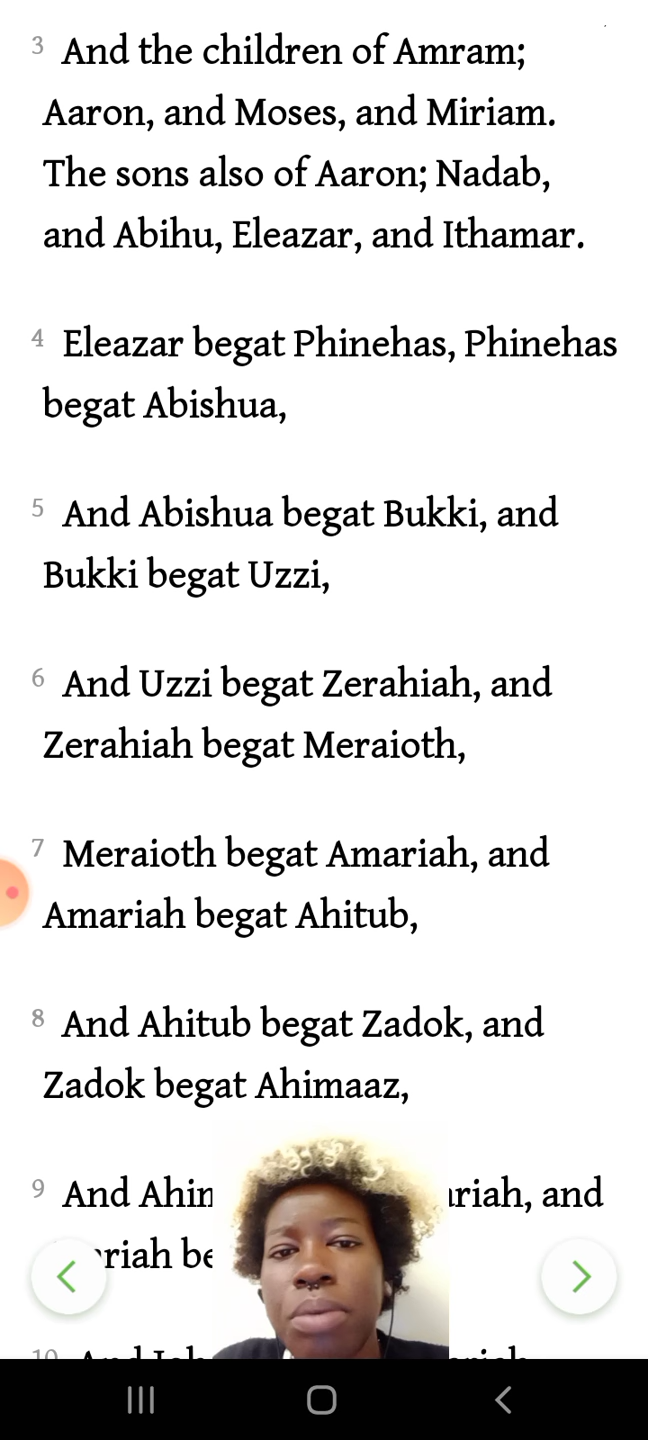 3 And the children of Amram;
Aaron, and Moses, and Miriam.
The sons also of Aaron; Nadab,
and Abihu, Eleazar, and Ithamar.
4 Eleazar begat Phinehas, Phinehas
begat Abishua,
5 And Abishua begat Bukki, and
Bukki begat Uzzi,
6 And Uzzi begat Zerahiah, and
Zerahiah begat Meraioth,
7 Meraioth begat Amariah, and
Amariah begat Ahitub,
8 And Ahitub begat Zadok, and
Zadok begat Ahimaaz,
9 And and
10 And